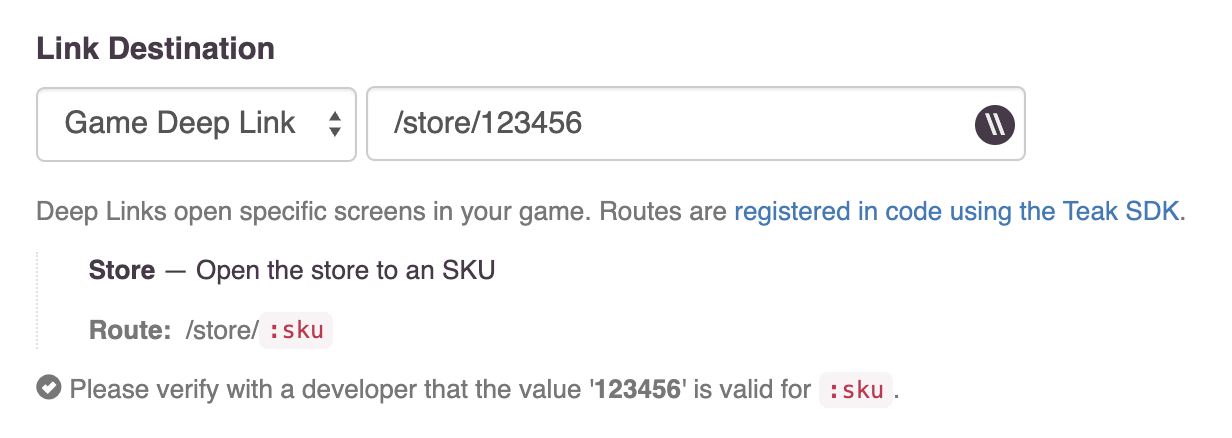 Link Destination
Game Deep Link /store/123456
Deep Links open specific screens in your game. Routes are registered in code using the Teak SDK.
Store — Open the store to an SKU
Route: /store/ :sku
Please verify with a developer that the value '123456' is valid for :sku .